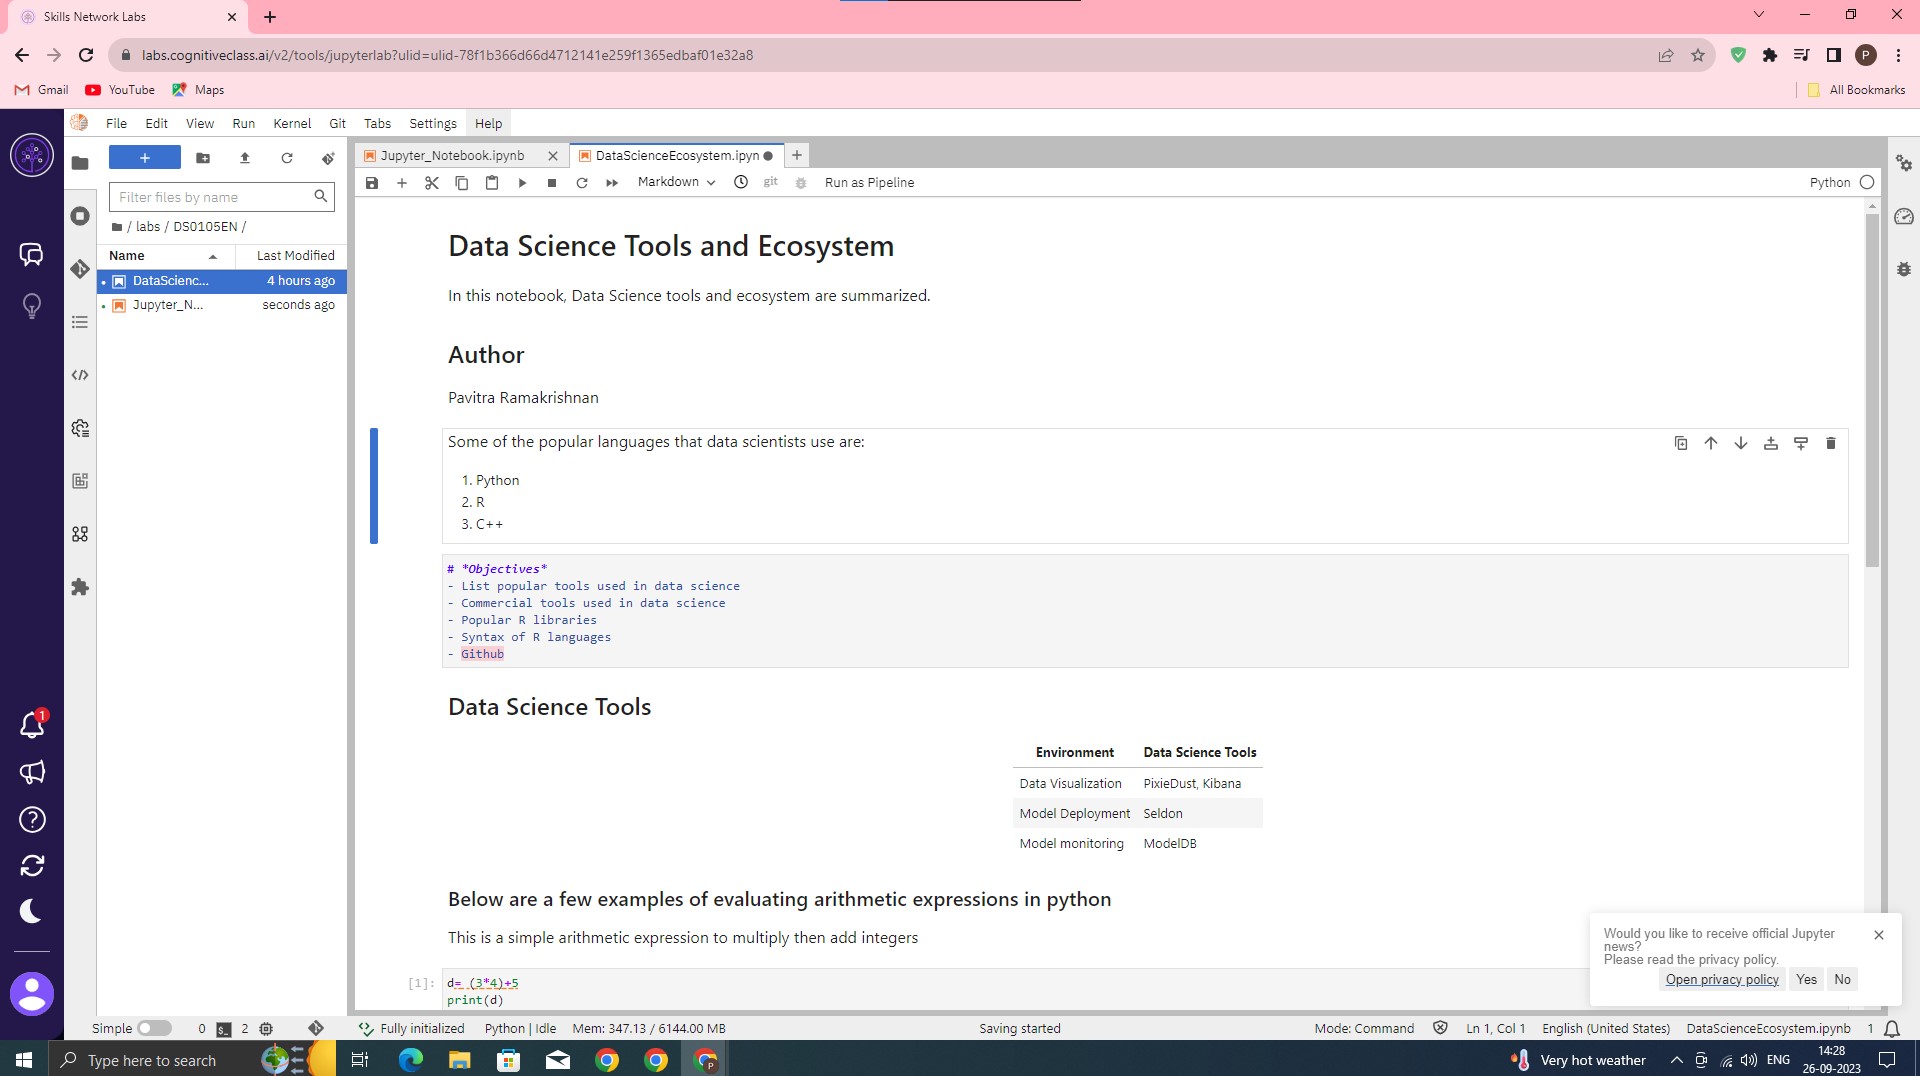 Skills Network Labs
labs.cognitiveclass.ai/v2/tools/jupyterlab?ulid=ulid-78f1b366d66d4712141e259f1365edbaf01e32a8
P
Gmail YouTube Maps All Bookmarks
File Edit View Run Kernel Git Tabs Settings Help
Jupyter_Notebook.ipynb DataScienceEcosystem.ipyn
Markdown git Run as Pipeline Python
Filter files by name
/ labs / DS0105EN /
Name Last Modified
DataScienc... 4 hours ago
Jupyter_N... seconds ago
Data Science Tools and Ecosystem
In this notebook, Data Science tools and ecosystem are summarized.
Author
Pavitra Ramakrishnan
Some of the popular languages that data scientists use are:
1. Python
2. R
3. C++
# *Objectives*
- List popular tools used in data science
- Commercial tools used in data science
- Popular R libraries
- Syntax of R languages
- Github
Data Science Tools
Environment Data Science Tools
Data Visualization PixieDust, Kibana
Model Deployment Seldon
Model monitoring ModelDB
Below are a few examples of evaluating arithmetic expressions in python
This is a simple arithmetic expression to multiply then add integers
[1]: d= (3*4)+5
print(d)
1
Would you like to receive official Jupyter
news?
Please read the privacy policy.
Open privacy policy Yes No
Simple 0 2 Fully initialized Python | Idle Mem: 347.13 / 6144.00 MB Saving started Mode: Command Ln 1, Col 1 English (United States) DataScienceEcosystem.ipynb 1
Type here to search Very hot weather ENG 14:28
26-09-2023